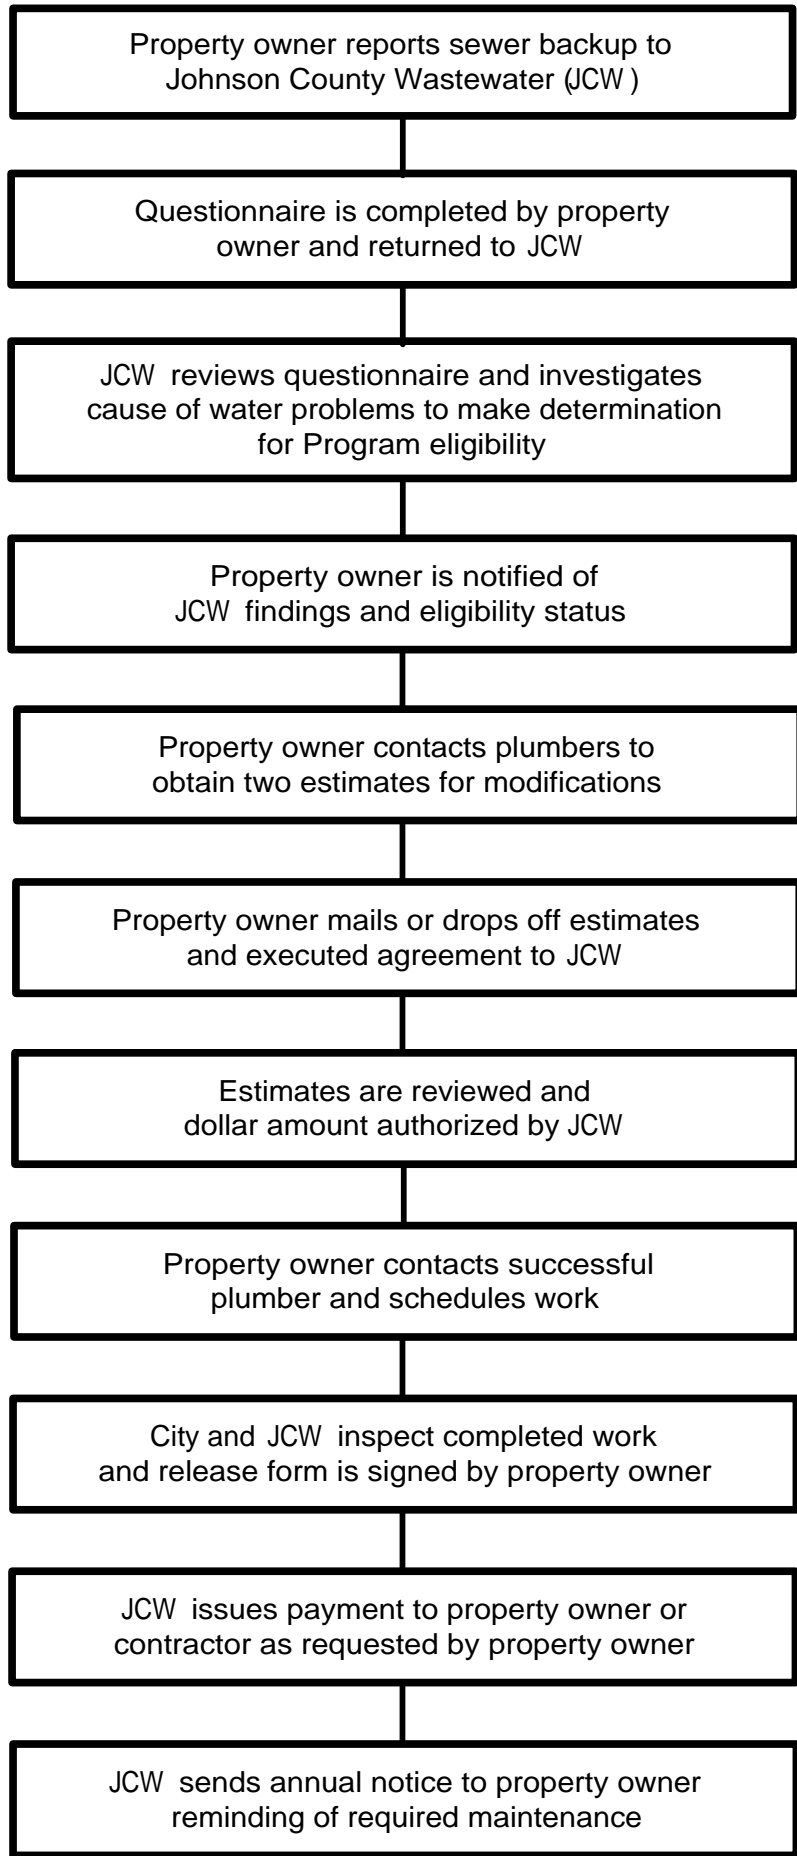 Property owner reports sewer backup to
Johnson County Wastewater (JCW )
Questionnaire is completed by property
owner and returned to JCW
JCW reviews questionnaire and investigates
cause of water problems to make determination
for Program eligibility
Property owner is notified of
JCW findings and eligibility status
Property owner contacts plumbers to
obtain two estimates for modifications
Property owner mails or drops off estimates
and executed agreement to JCW
Estimates are reviewed and
dollar amount authorized by JCW
Property owner contacts successful
plumber and schedules work
City and JCW inspect completed work
and release form is signed by property owner
JCW issues payment to property owner or
contractor as requested by property owner
JCW sends annual notice to property owner
reminding of required maintenance